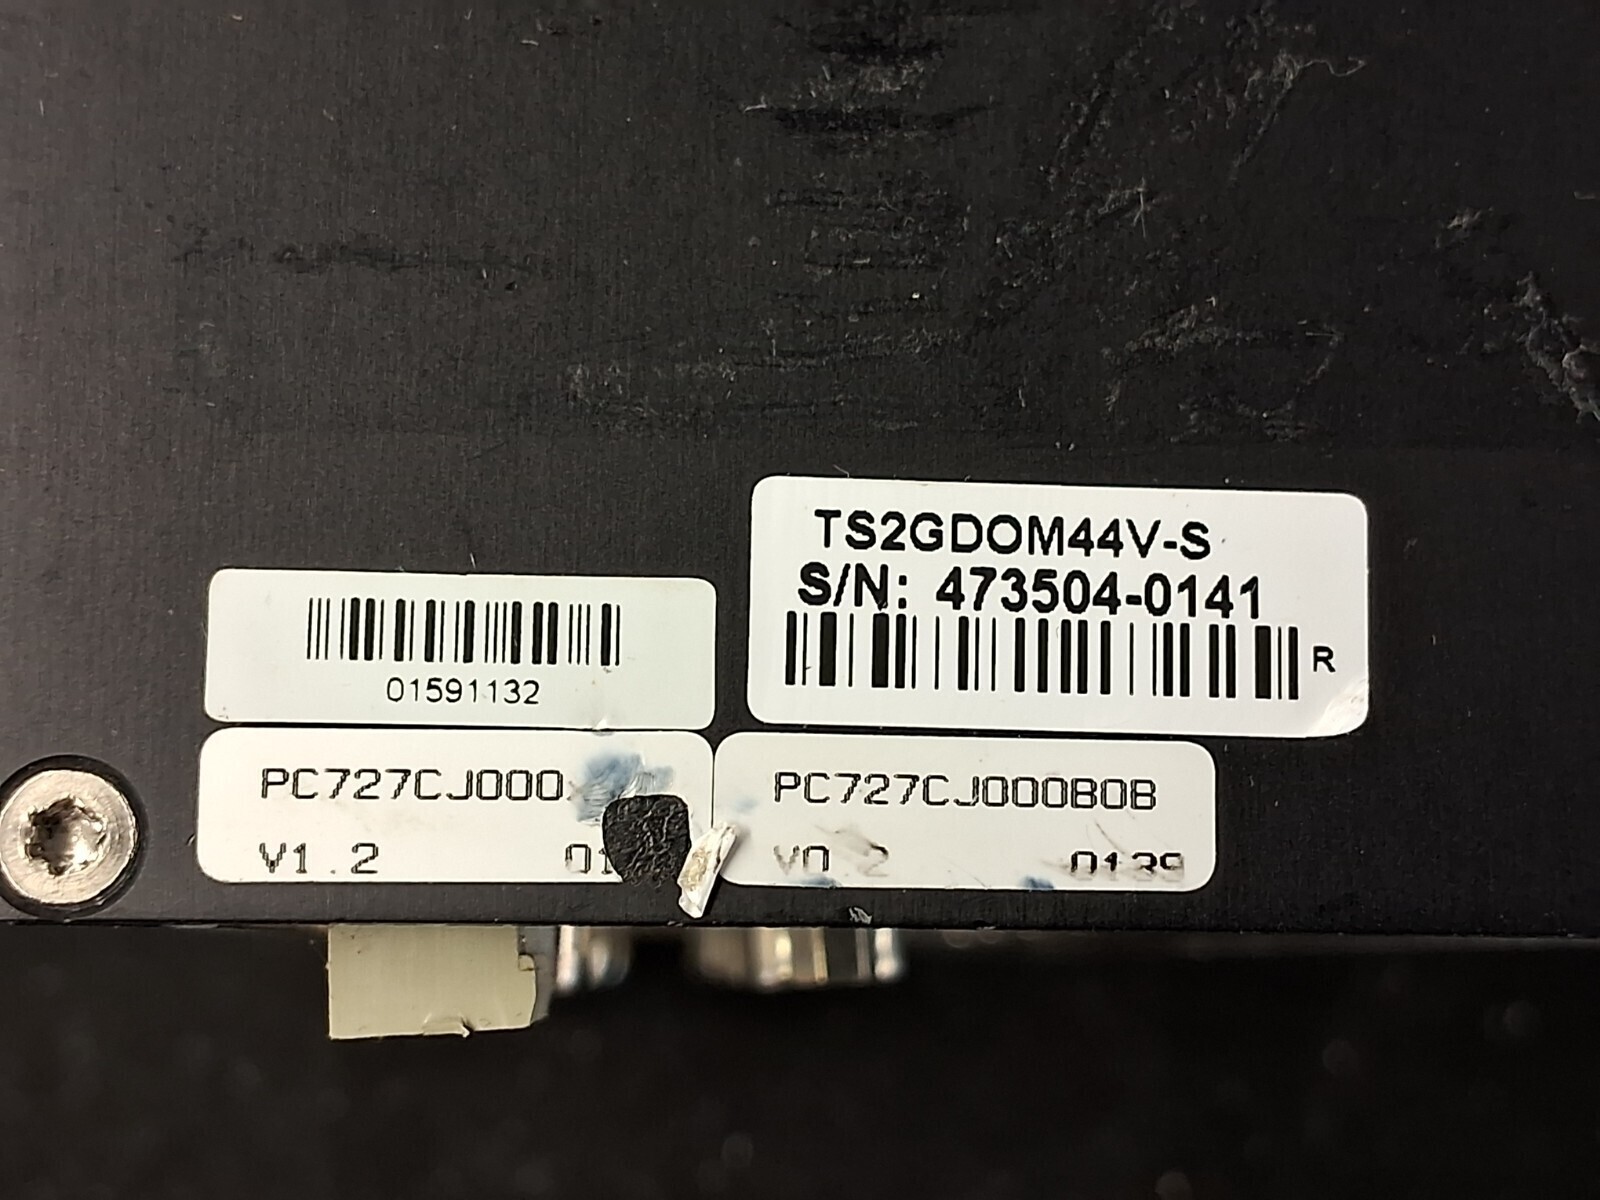 TS2GDOM44V-S
S/N: 473504-0141
R
01591132
PC727CJ000
V1.2
PC727CJ000B0B
V0.2 0139